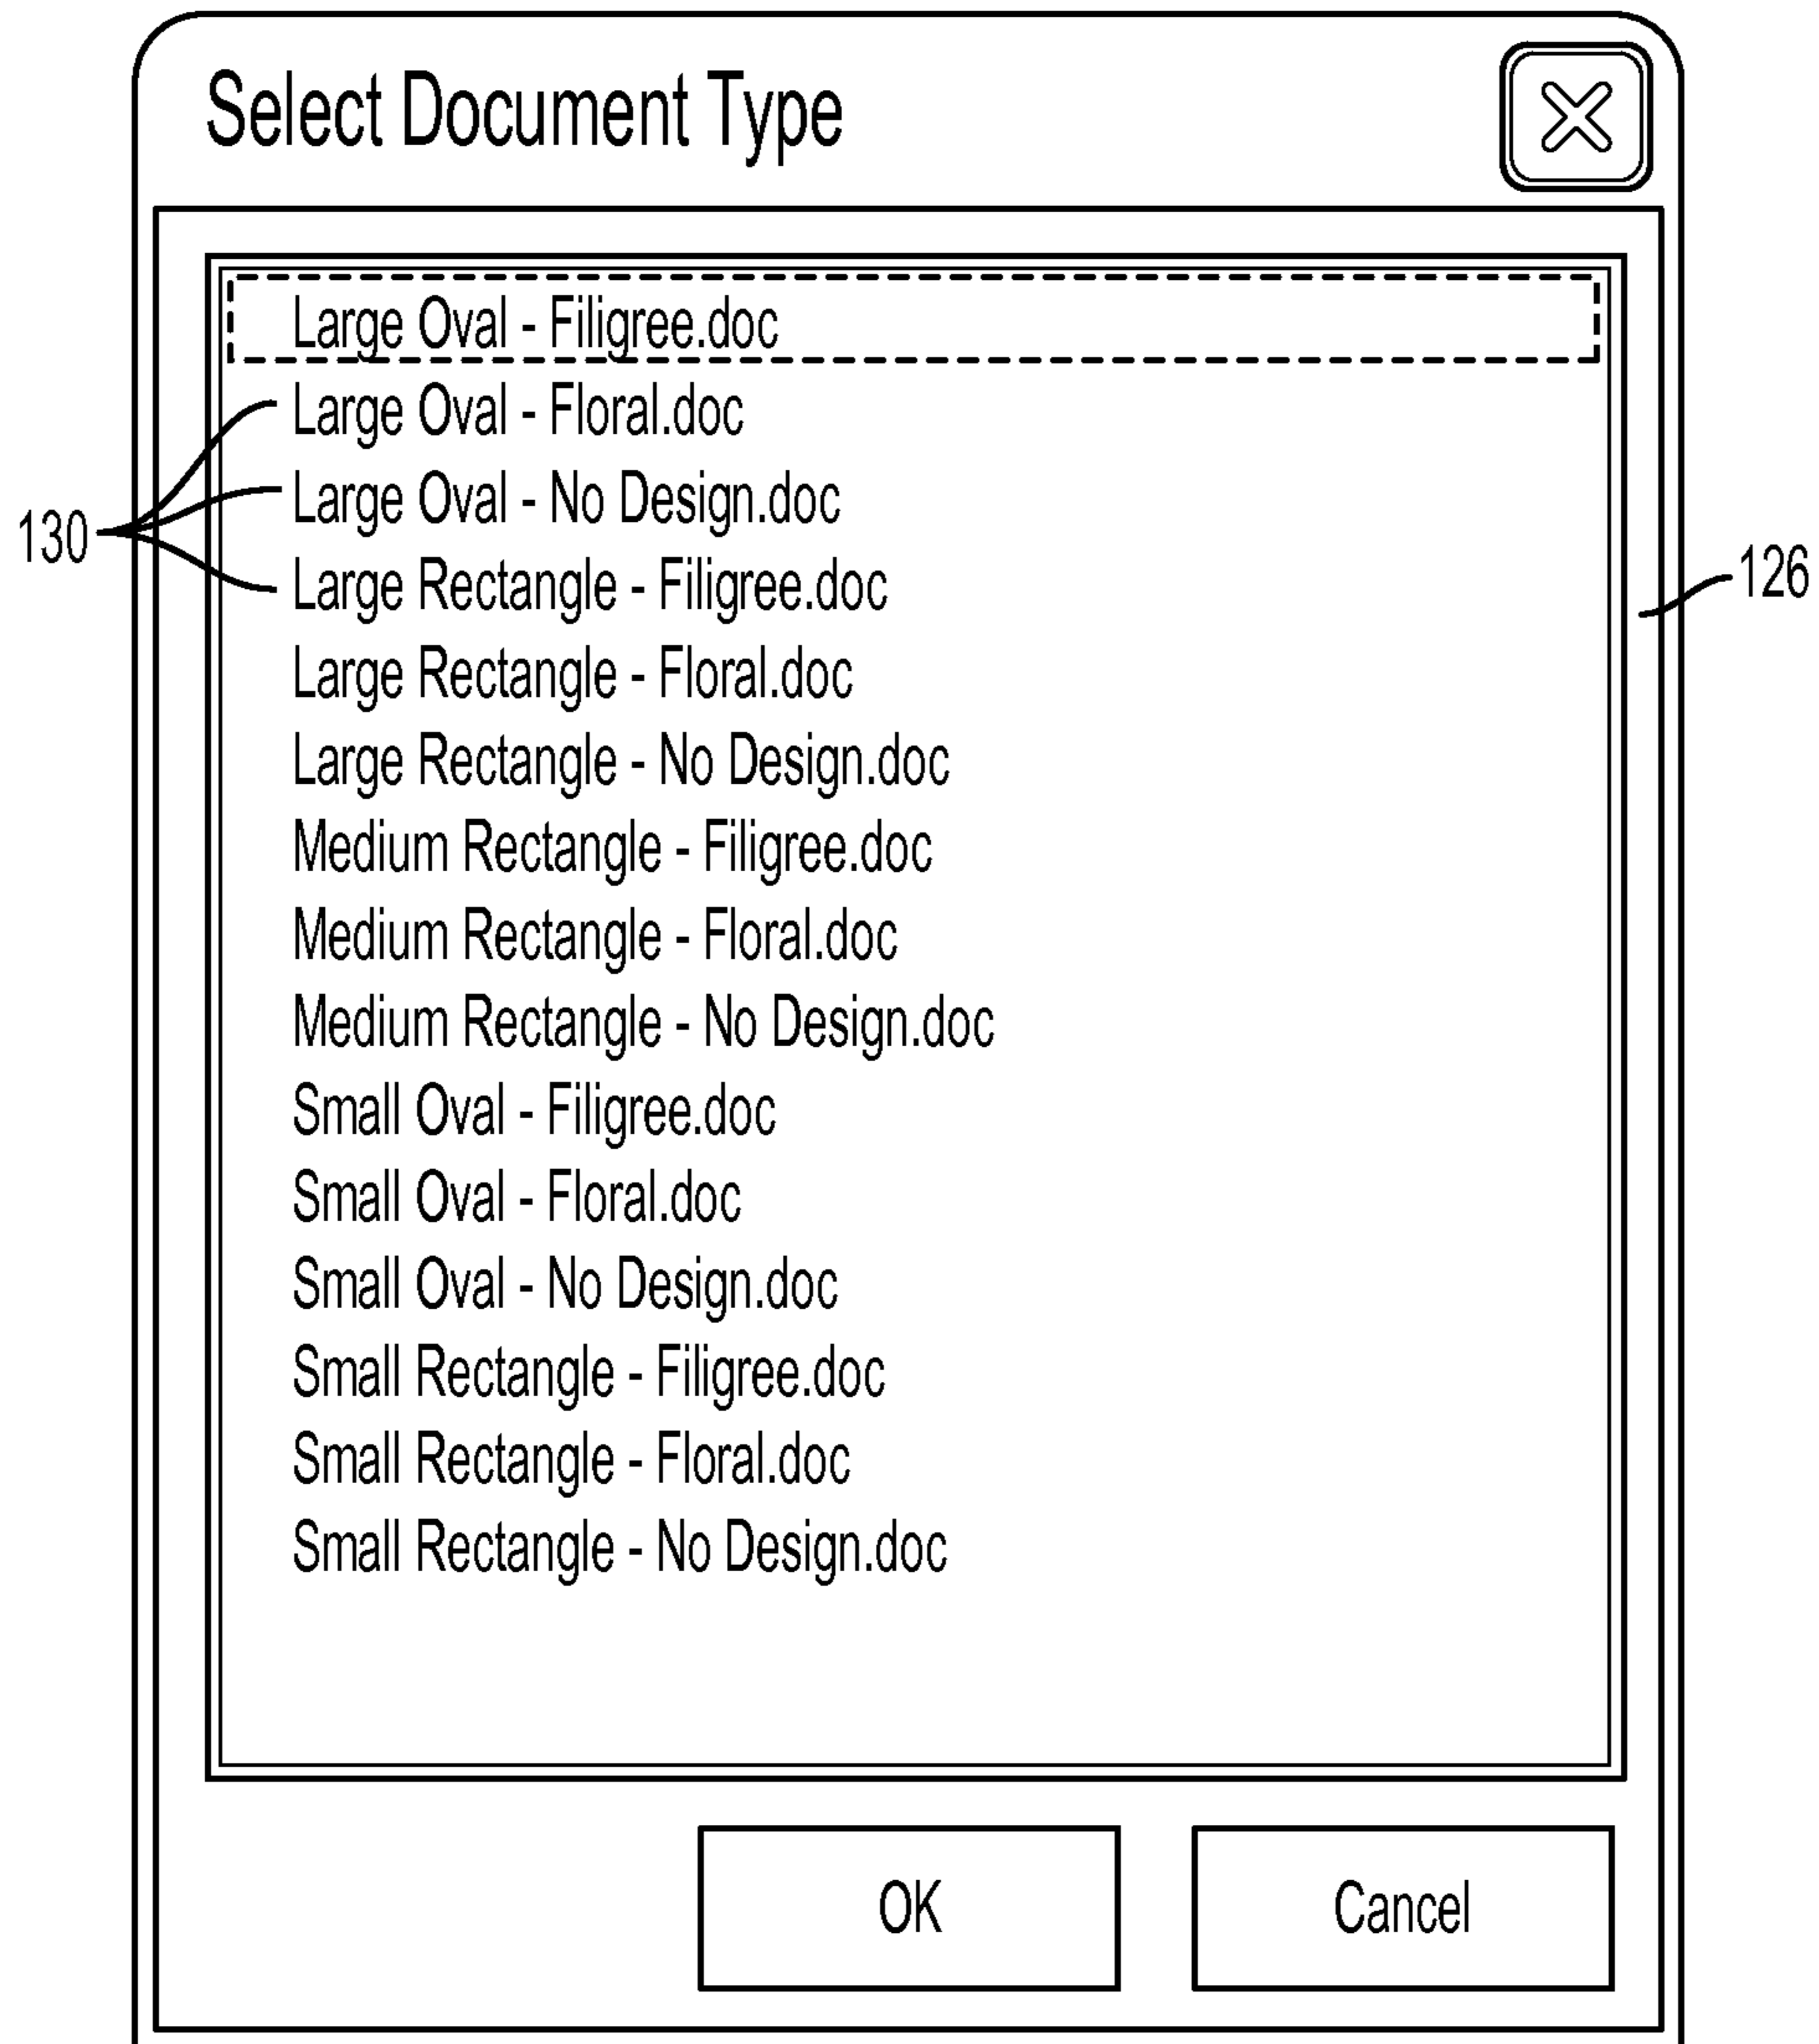 Select Document Type
Large Oval - Filigree.doc
Large Oval - Floral.doc
Large Oval - No Design.doc
130
Large Rectangle - Filigree.doc
126
Large Rectangle - Floral.doc
Large Rectangle - No Design.doc
Medium Rectangle - Filigree.doc
Medium Rectangle - Floral.doc
Medium Rectangle - No Design.doc
Small Oval - Filigree.doc
Small Oval - Floral.doc
Small Oval - No Design.doc
Small Rectangle - Filigree.doc
Small Rectangle - Floral.doc
Small Rectangle - No Design.doc
OK
Cancel